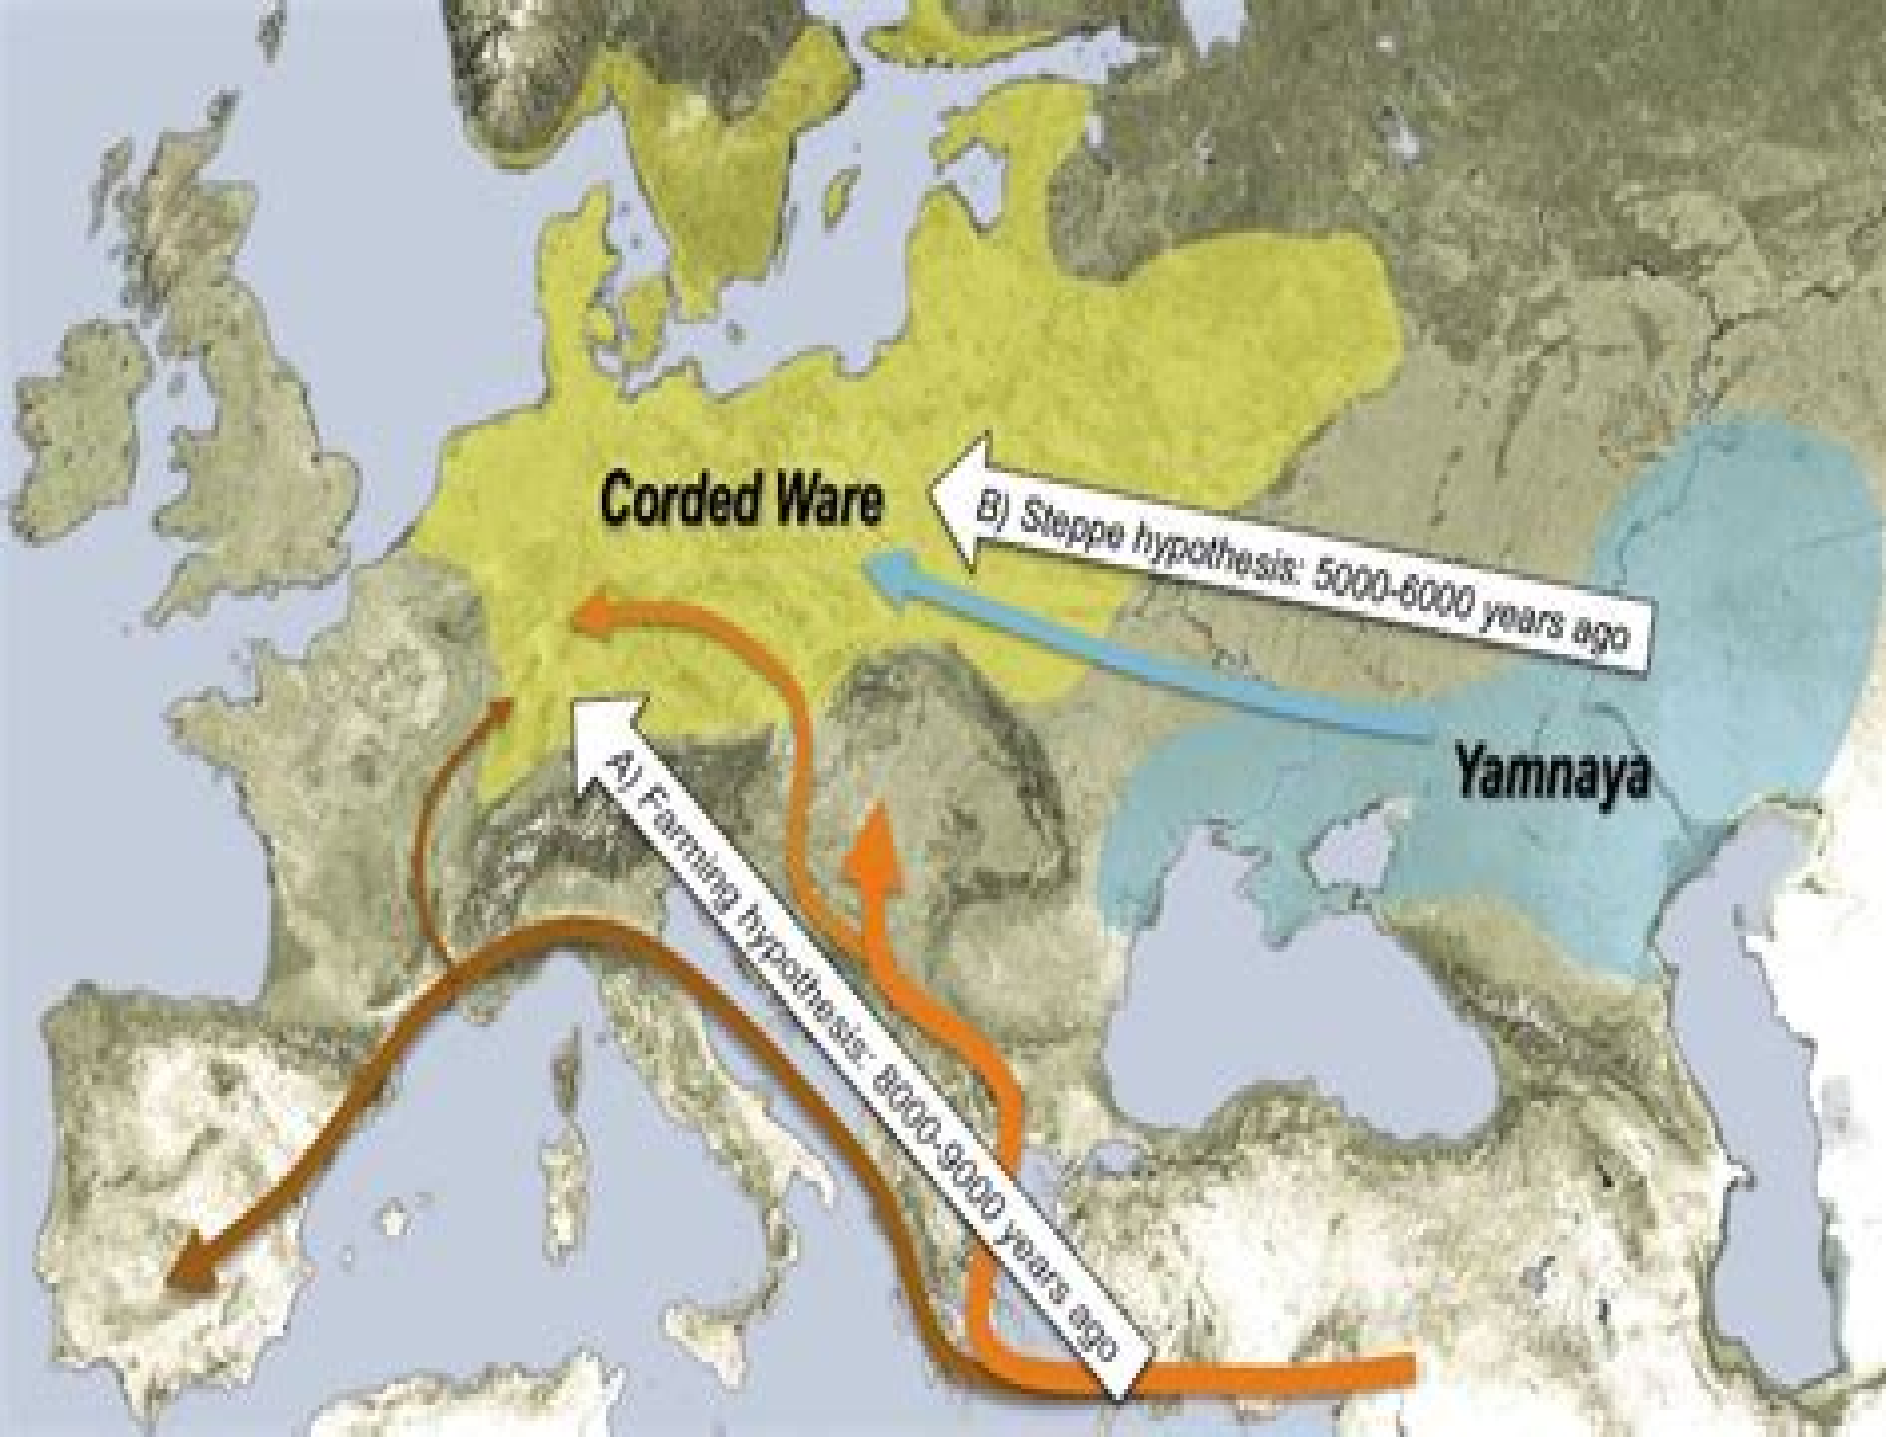 Corded Ware
B) Steppe hypothesis: 5000-6000 years ago
Yamnaya
A) Farming hypothesis: 8000-9000 years ago